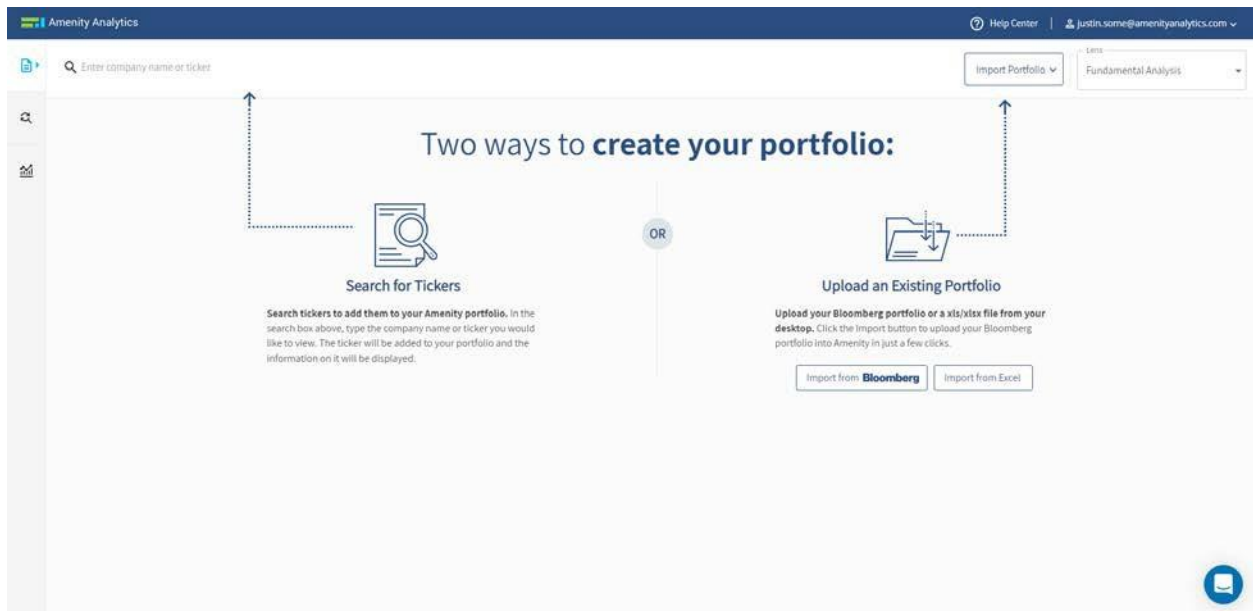 Amenity Analytics
Help Center
justin.some@amenityanalytics.com
Enter company name or ticker
Import Portfolio
Lens
Fundamental Analysis
Two ways to create your portfolio:
OR
Search for Tickers
Search tickers to add them to your Amenity portfolio. In the
search box above, type the company name or ticker you would
like to view. The ticker will be added to your portfolio and the
information on it will be displayed.
Upload an Existing Portfolio
Upload your Bloomberg portfolio or a xls/xlsx file from your
desktop. Click the Import button to upload your Bloomberg
portfolio into Amenity in just a few clicks.
Import from Bloomberg
Import from Excel